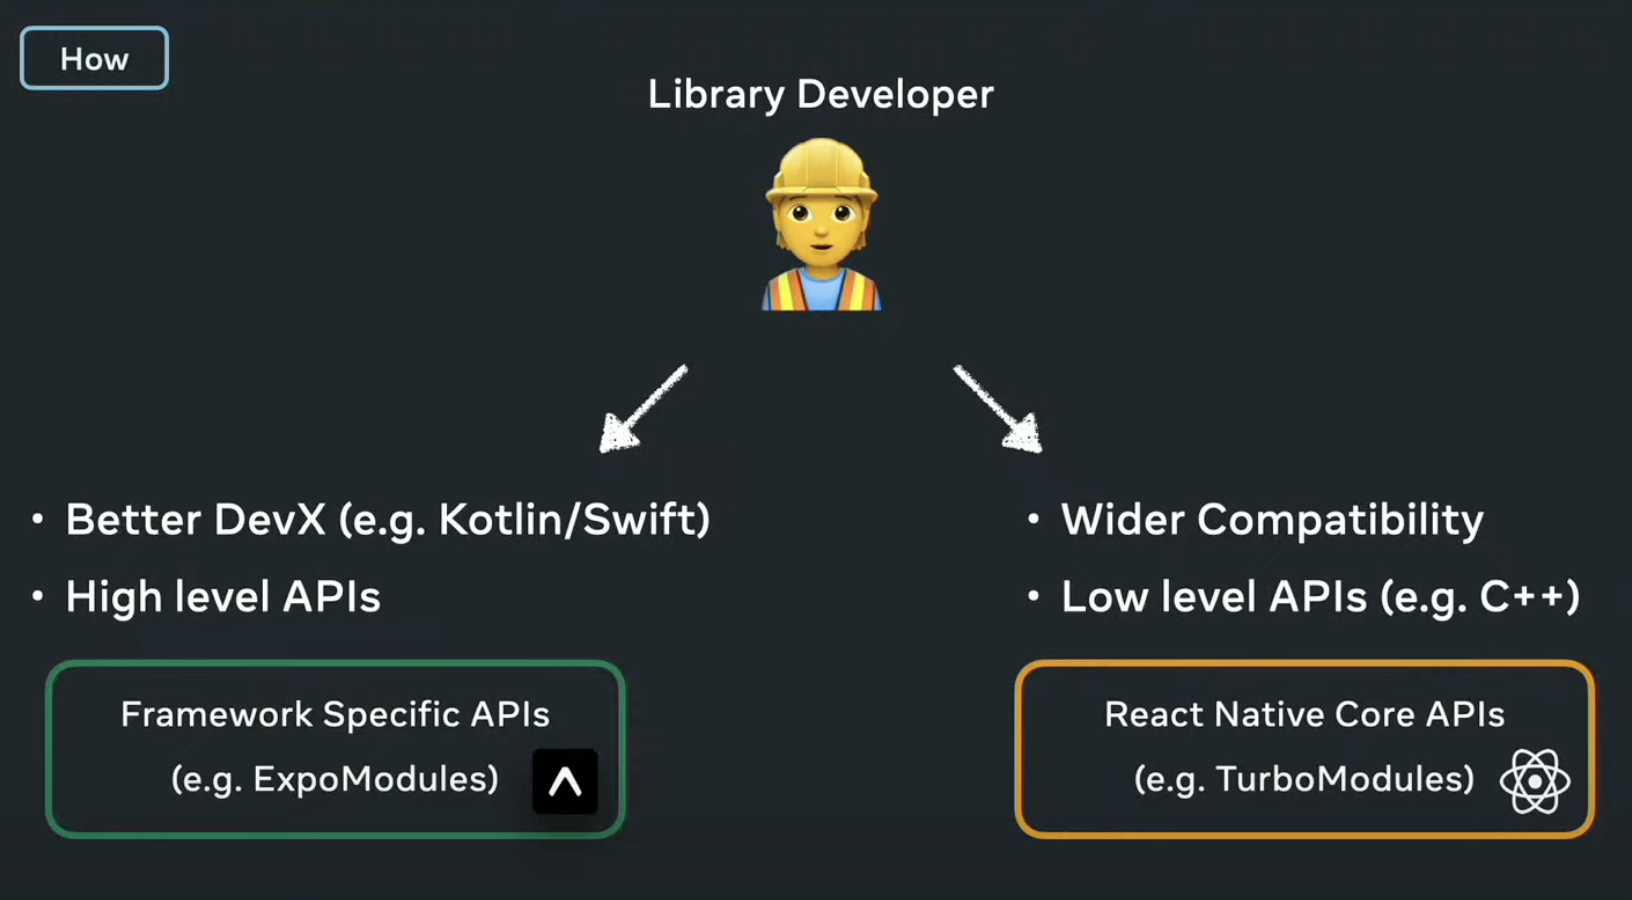 How
Library Developer
• Better DevX (e.g. Kotlin/Swift)
• High level APIs
Framework Specific APIs
(e.g. ExpoModules)
• Wider Compatibility
• Low level APIs (e.g. C++)
React Native Core APIs
(e.g. TurboModules)